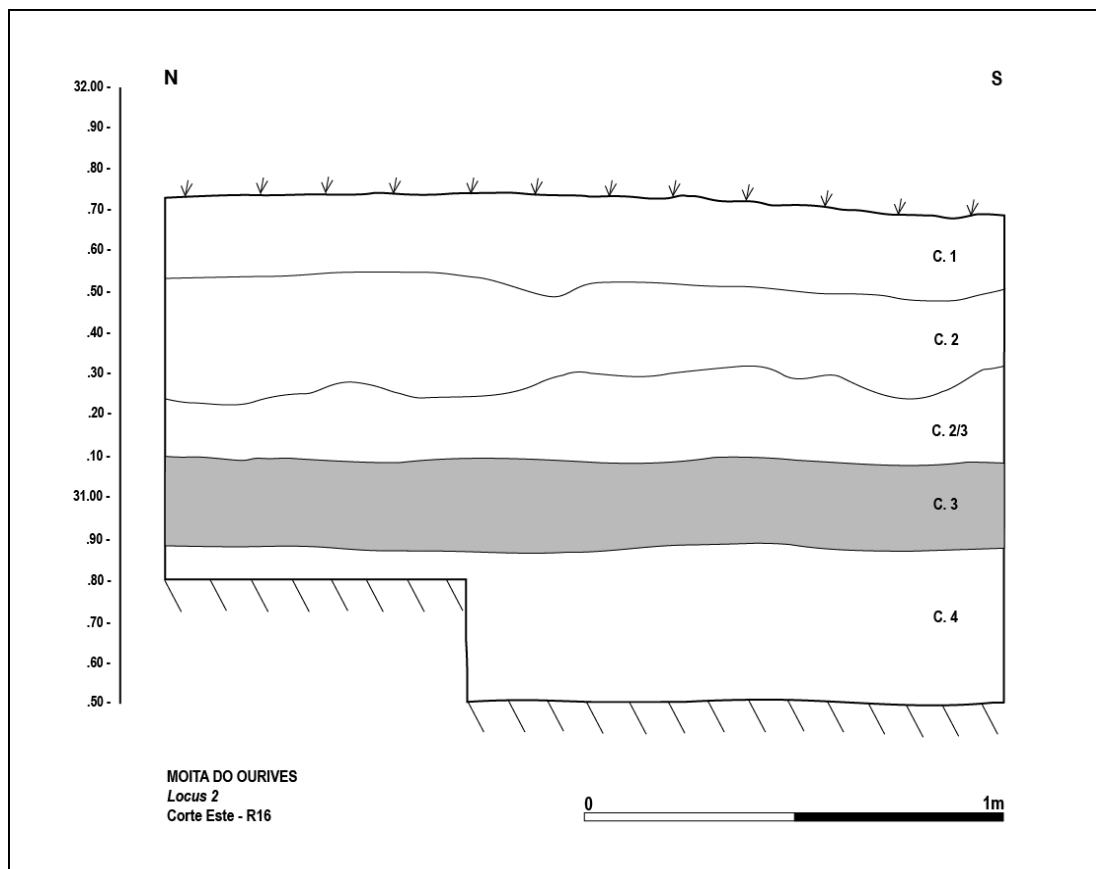 N
S
32.00 -
.90 -
.80 -
.70 -
.60 -
.50 -
.40 -
.30 -
.20 -
.10 -
31.00 -
.90 -
.80 -
.70 -
.60 -
.50 -
C. 1
C. 2
C. 2/3
C. 3
C. 4
MOITA DO OURIVES
Locus 2
Corte Este - R16
0
1m